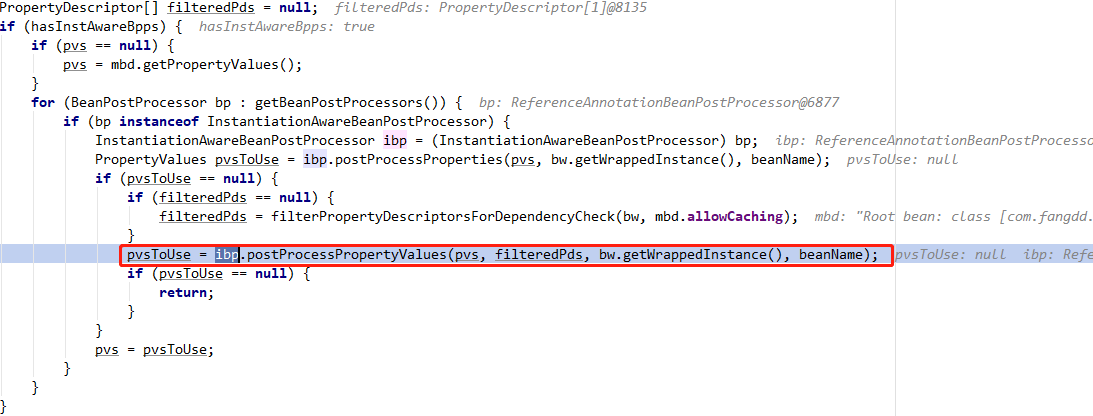 PropertyDescriptor[] filteredPds = null;  filteredPds: PropertyDescriptor[1]@8135
if (hasInstAwareBpps) {  hasInstAwareBpps: true
if (pvs == null) {
pvs = mbd.getPropertyValues();
}
for (BeanPostProcessor bp : getBeanPostProcessors()) {  bp: ReferenceAnnotationBeanPostProcessor@6877
if (bp instanceof InstantiationAwareBeanPostProcessor) {
InstantiationAwareBeanPostProcessor ibp = (InstantiationAwareBeanPostProcessor) bp;  ibp: ReferenceAnnotationBeanPostProcesso
PropertyValues pvsToUse = ibp.postProcessProperties(pvs, bw.getWrappedInstance(), beanName);  pvsToUse: null
if (pvsToUse == null) {
if (filteredPds == null) {
filteredPds = filterPropertyDescriptorsForDependencyCheck(bw, mbd.allowCaching);  mbd: "Root bean: class [com.fangdd.
}
pvsToUse = ibp.postProcessPropertyValues(pvs, filteredPds, bw.getWrappedInstance(), beanName);  pvsToUse: null  ibp: Refe
if (pvsToUse == null) {
return;
}
}
pvs = pvsToUse;
}
}
}